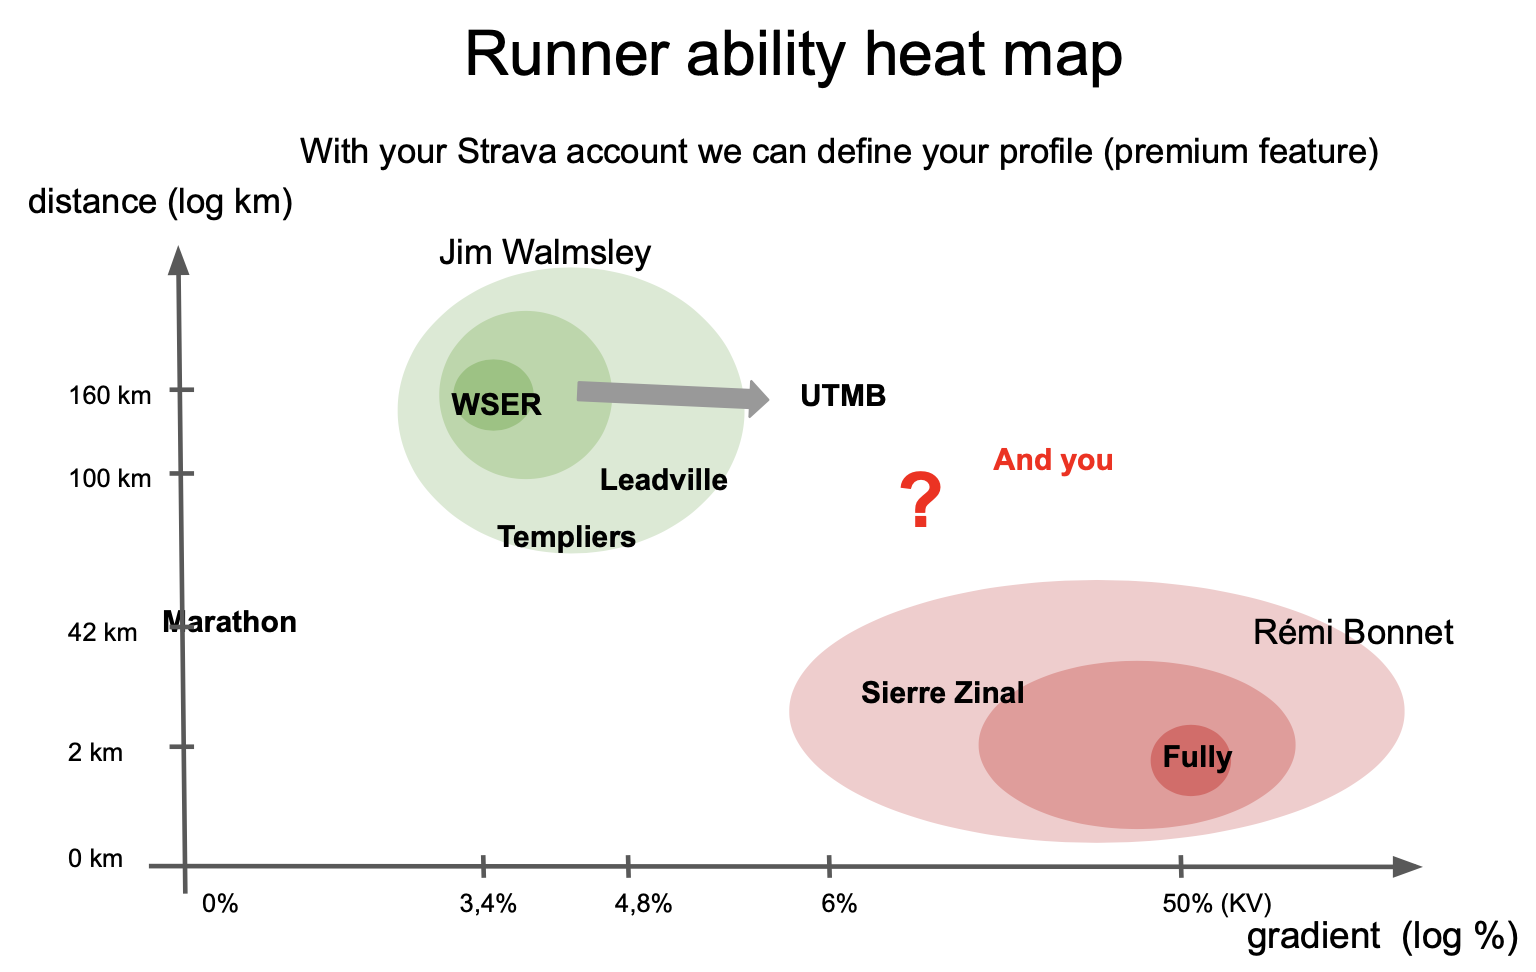 Runner ability heat map
With your Strava account we can define your profile (premium feature)
distance (log km)
Jim Walmsley
160 km
WSER
UTMB
And you
100 km
Leadville
?
Templiers
Marathon
42 km
Rémi Bonnet
Sierre Zinal
2 km
Fully
0 km
0%
3,4%
4,8%
6%
50% (KV)
gradient (log %)